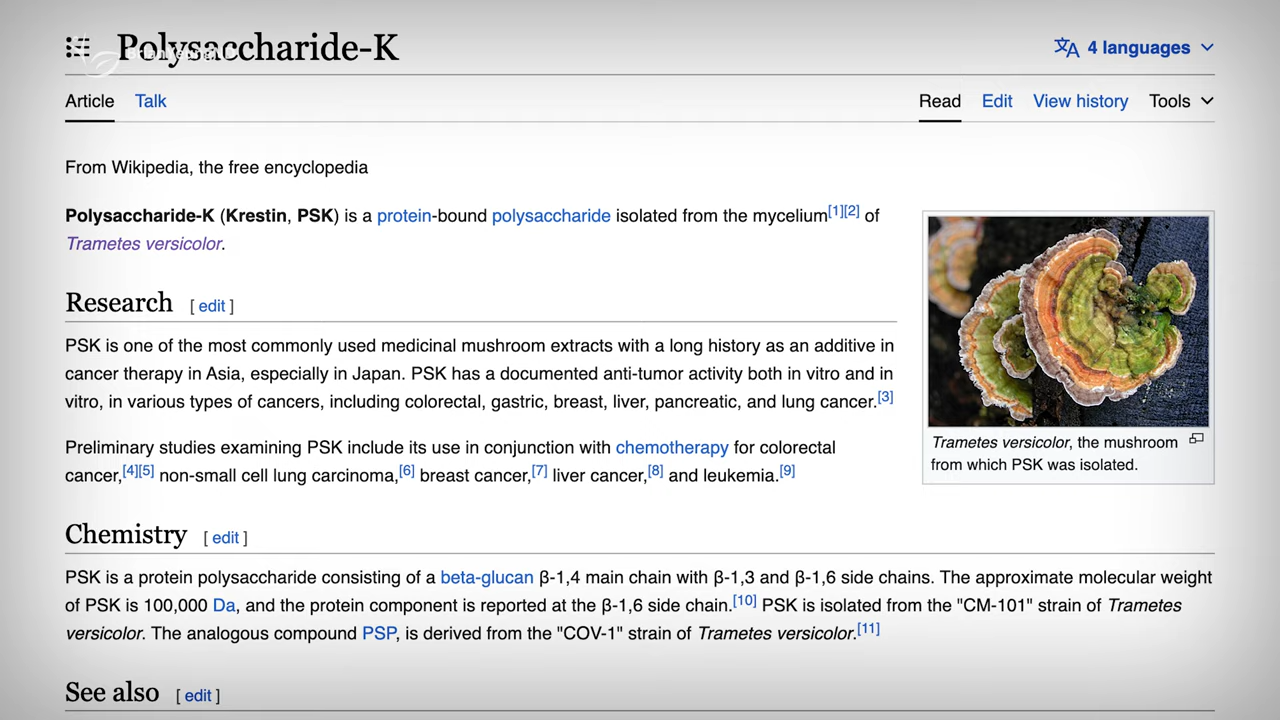 Polysaccharide-K
4 languages
Article Talk
Read Edit View history Tools
From Wikipedia, the free encyclopedia
Polysaccharide-K (Krestin, PSK) is a protein-bound polysaccharide isolated from the mycelium[1][2] of
Trametes versicolor.
Research [ edit ]
PSK is one of the most commonly used medicinal mushroom extracts with a long history as an additive in
cancer therapy in Asia, especially in Japan. PSK has a documented anti-tumor activity both in vitro and in
vitro, in various types of cancers, including colorectal, gastric, breast, liver, pancreatic, and lung cancer.[3]
Preliminary studies examining PSK include its use in conjunction with chemotherapy for colorectal
cancer,[4][5] non-small cell lung carcinoma,[6] breast cancer,[7] liver cancer,[8] and leukemia.[9]
Trametes versicolor, the mushroom
from which PSK was isolated.
Chemistry [ edit ]
PSK is a protein polysaccharide consisting of a beta-glucan β-1,4 main chain with β-1,3 and β-1,6 side chains. The approximate molecular weight
of PSK is 100,000 Da, and the protein component is reported at the β-1,6 side chain.[10] PSK is isolated from the "CM-101" strain of Trametes
versicolor. The analogous compound PSP, is derived from the "COV-1" strain of Trametes versicolor.[11]
See also [ edit ]